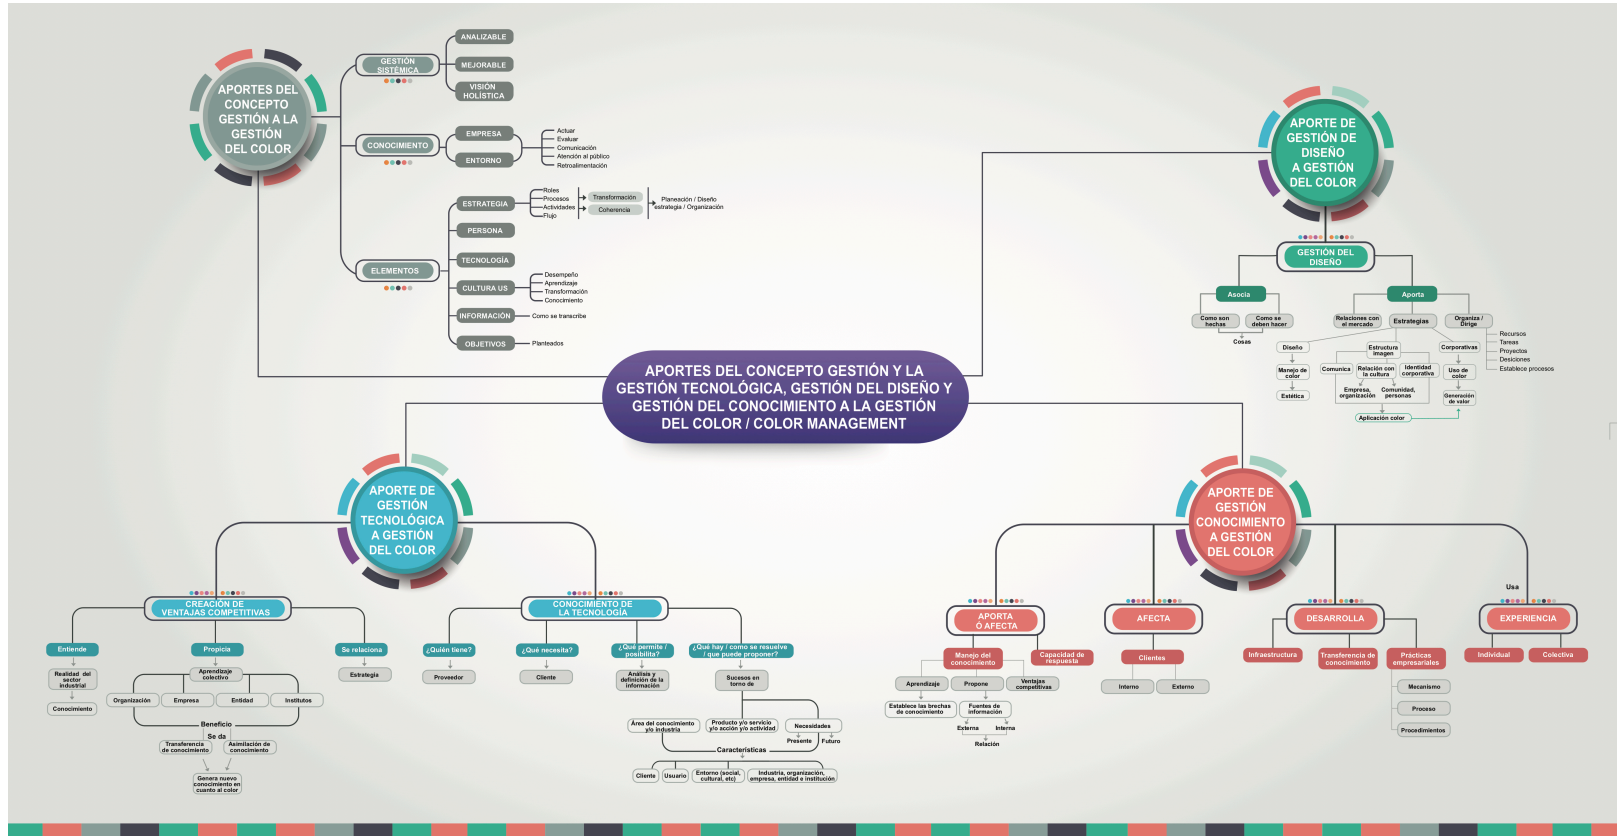 APORTES DEL
CONCEPTO
GESTIÓN A LA
GESTIÓN
DEL COLOR
GESTIÓN
SISTÉMICA
ANALIZABLE
MEJORABLE
VISIÓN
HOLÍSTICA
CONOCIMIENTO
EMPRESA
ENTORNO
Actuar
Evaluar
Comunicación
Atención al público
Retroalimentación
ELEMENTOS
ESTRATEGIA
Roles
Procesos
Actividades
Flujo
Transformación
Coherencia
Planeación / Diseño
estrategia / Organización
PERSONA
TECNOLOGÍA
CULTURA US
Desempeño
Aprendizaje
Transformación
Conocimiento
INFORMACIÓN
Como se transcribe
OBJETIVOS
Planteados
APORTE DE
GESTIÓN DE
DISEÑO
A GESTIÓN
DEL COLOR
GESTIÓN DEL
DISEÑO
Asocia
Como son
hechas
Como se
deben hacer
Cosas
Aporta
Relaciones con
el mercado
Estrategias
Organiza /
Dirige
Recursos
Tareas
Proyectos
Desiciones
Establece procesos
Diseño
Manejo de
color
Estética
Estructura
imagen
Comunica
Relación con
la cultura
Identidad
corporativa
Empresa,
organización
Comunidad,
personas
Aplicación color
Corporativas
Uso de
color
Generación
de valor
APORTES DEL CONCEPTO GESTIÓN Y LA
GESTIÓN TECNOLÓGICA, GESTIÓN DEL DISEÑO Y
GESTIÓN DEL CONOCIMIENTO A LA GESTIÓN
DEL COLOR / COLOR MANAGEMENT
APORTE DE
GESTIÓN
TECNOLÓGICA
A GESTIÓN
DEL COLOR
CREACIÓN DE
VENTAJAS COMPETITIVAS
Entiende
Realidad del
sector
industrial
Conocimiento
Propicia
Aprendizaje
colectivo
Organización
Empresa
Entidad
Institutos
Beneficio
Se da
Transferencia
de conocimiento
Asimilación de
conocimiento
Genera nuevo
conocimiento en
cuanto al color
Se relaciona
Estrategia
CONOCIMIENTO DE
LA TECNOLOGÍA
¿Quién tiene?
Proveedor
¿Qué necesita?
Cliente
¿Qué permite /
posibilita?
Análisis y
definición de la
información
¿Qué hay / como se resuelve
/ que puede proponer?
Sucesos en
torno de
Área del conocimiento
y/o industria
Producto y/o servicio
y/o acción y/o actividad
Necesidades
Presente
Futuro
Características
Cliente
Usuario
Entorno (social,
cultural, etc)
Industria, organización,
empresa, entidad e institución
APORTE DE
GESTIÓN
CONOCIMIENTO
A GESTIÓN
DEL COLOR
APORTA
Ó AFECTA
Manejo del
conocimiento
Capacidad de
respuesta
Aprendizaje
Propone
Ventajas
competitivas
Establece las brechas
de conocimiento
Fuentes de
información
Externa
Interna
Relación
AFECTA
Clientes
Interno
Externo
DESARROLLA
Infraestructura
Transferencia de
conocimiento
Prácticas
empresariales
Mecanismo
Proceso
Procedimientos
Usa
EXPERIENCIA
Individual
Colectiva